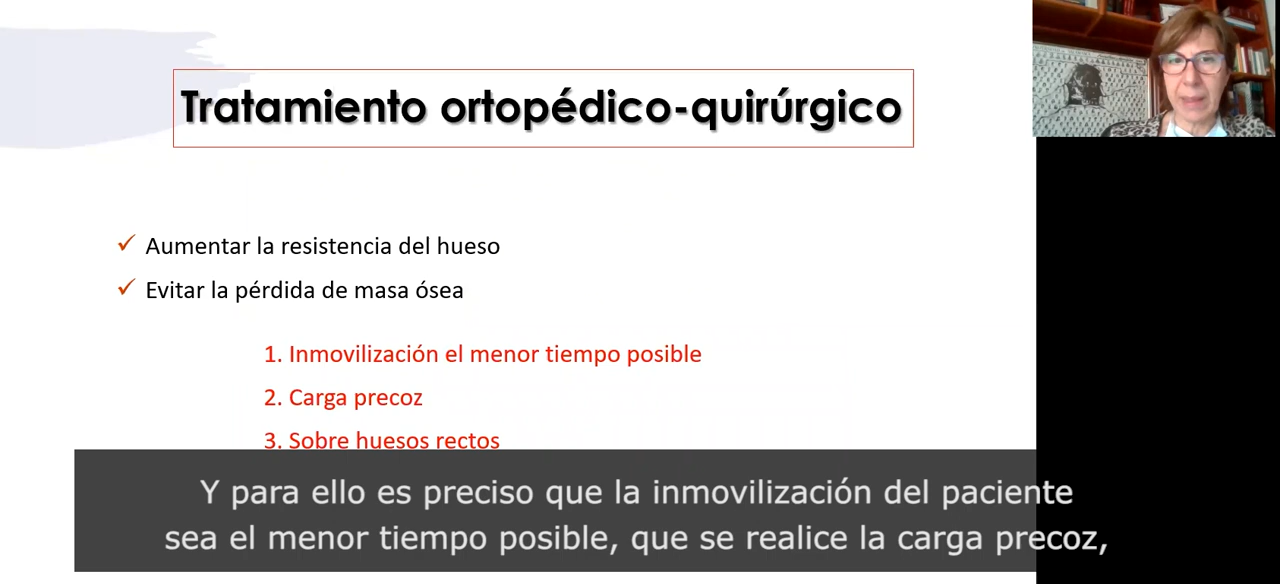 Tratamiento ortopédico-quirúrgico
✓ Aumentar la resistencia del hueso
✓ Evitar la pérdida de masa ósea
1. Inmovilización el menor tiempo posible
2. Carga precoz
3. Sobre huesos rectos
Y para ello es preciso que la inmovilización del paciente
sea el menor tiempo posible, que se realice la carga precoz,